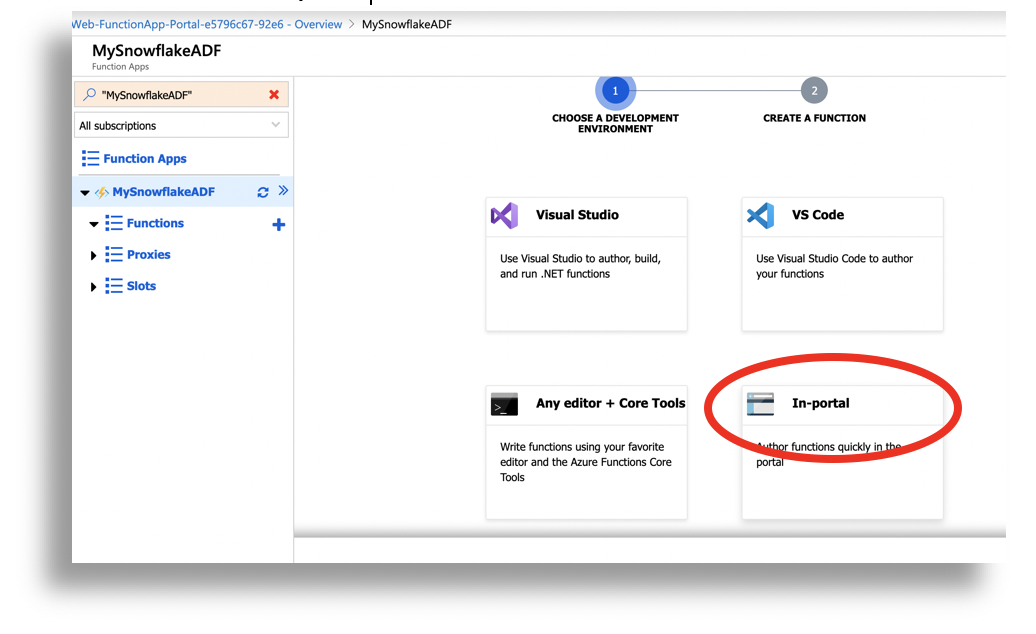 Web-FunctionApp-Portal-e5796c67-92e6 - Overview > MySnowflakeADF
MySnowflakeADF
Function Apps
"MySnowflakeADF"
All subscriptions
Function Apps
MySnowflakeADF
Functions
Proxies
Slots
1
2
CHOOSE A DEVELOPMENT
ENVIRONMENT
CREATE A FUNCTION
Visual Studio
Use Visual Studio to author, build,
and run .NET functions
VS Code
Use Visual Studio Code to author
your functions
Any editor + Core Tools
Write functions using your favorite
editor and the Azure Functions Core
Tools
In-portal
Author functions quickly in the
portal